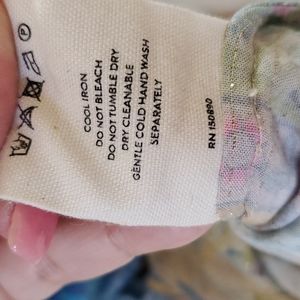 COOL IRON
DO NOT BLEACH
DO NOT TUMBLE DRY
DRY CLEANABLE
GENTLE COLD HAND WASH
SEPARATELY
RN 150890
P